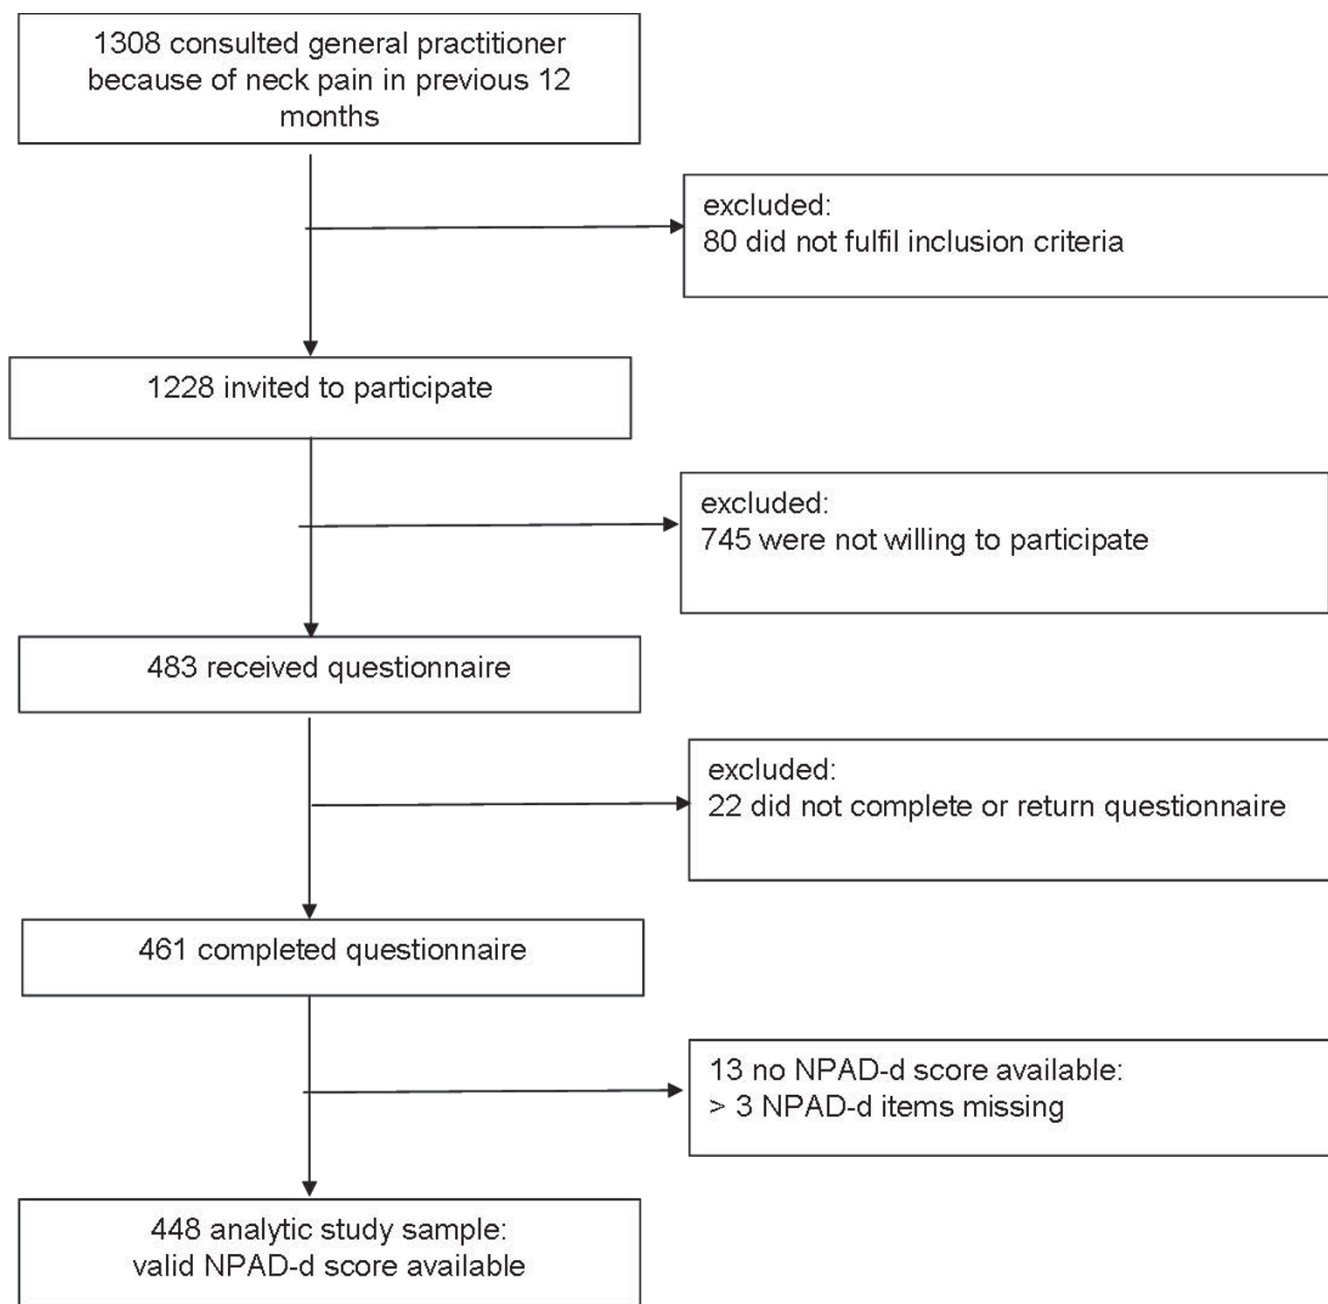 1308 consulted general practitioner
because of neck pain in previous 12
months
excluded:
80 did not fulfil inclusion criteria
1228 invited to participate
excluded:
745 were not willing to participate
483 received questionnaire
excluded:
22 did not complete or return questionnaire
461 completed questionnaire
13 no NPAD-d score available:
> 3 NPAD-d items missing
448 analytic study sample:
valid NPAD-d score available